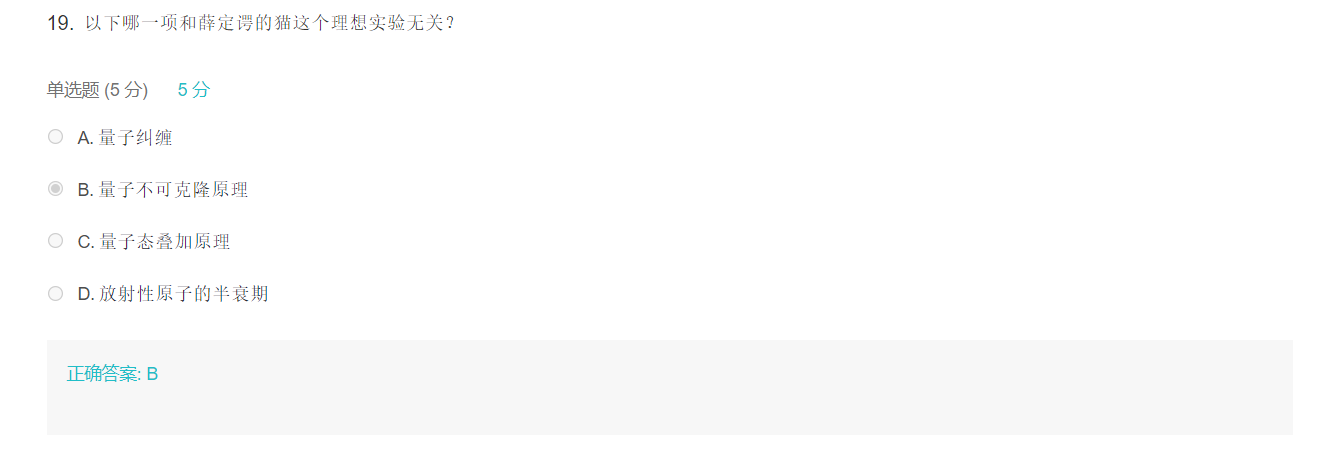 19. 以下哪一项和薛定谔的猫这个理想实验无关?
单选题 (5 分) 5 分
A. 量子纠缠
B. 量子不可克隆原理
C. 量子态叠加原理
D. 放射性原子的半衰期
正确答案: B